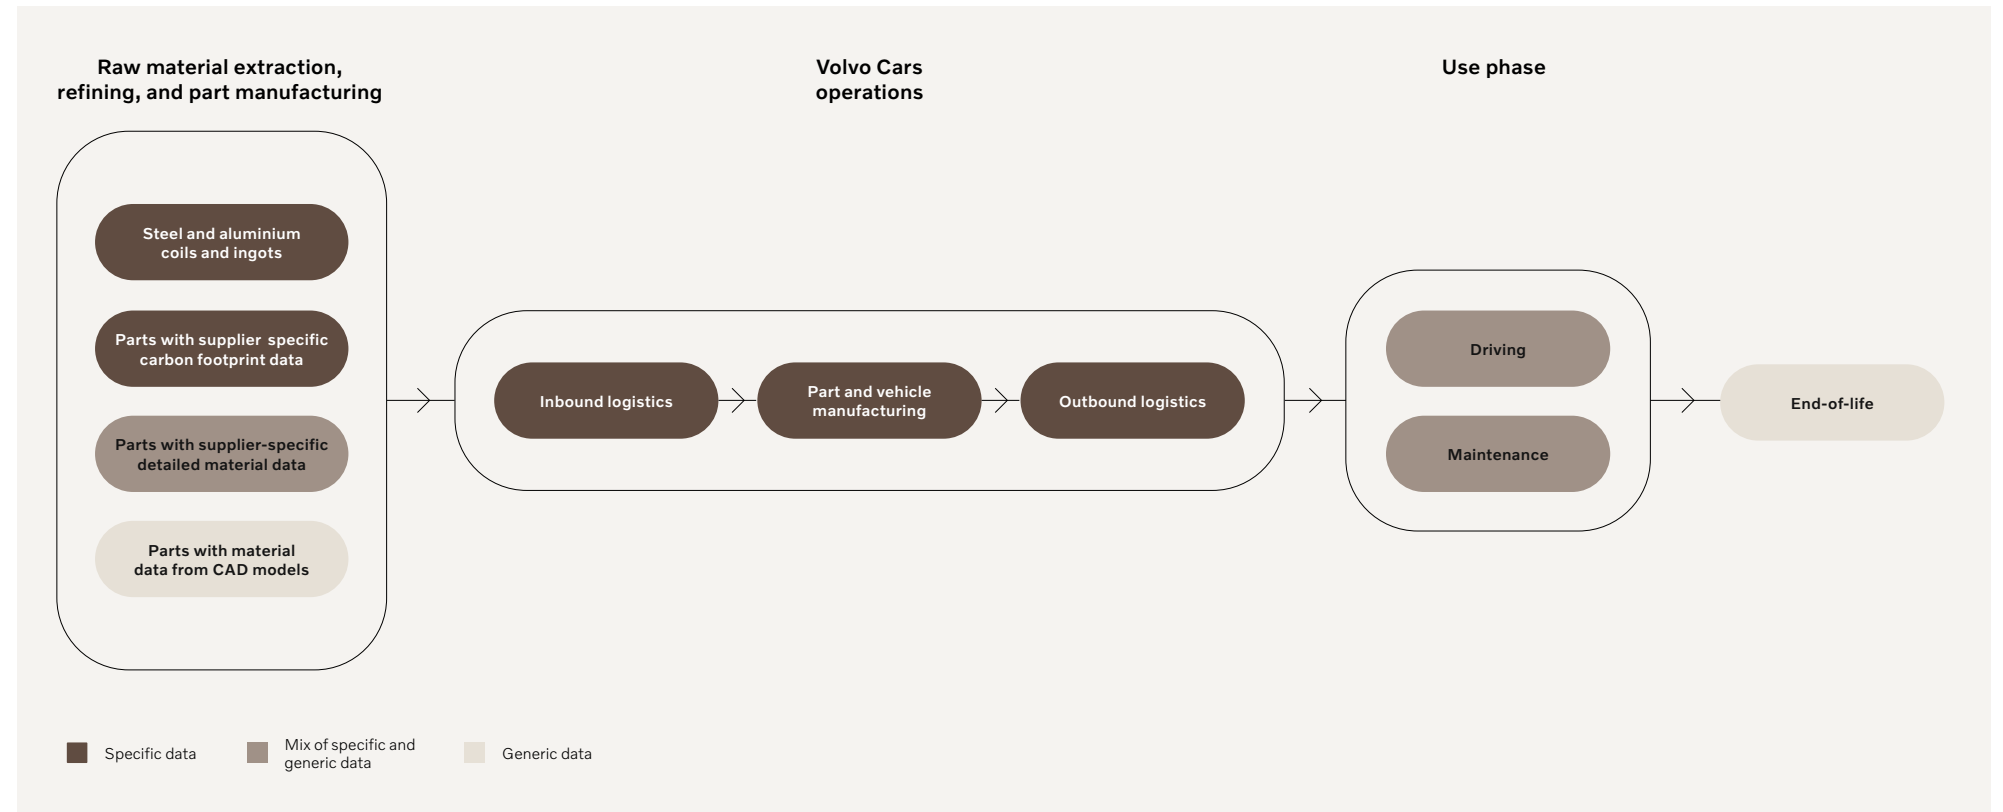 Raw material extraction,
refining, and part manufacturing
Volvo Cars
operations
Use phase
Steel and aluminium
coils and ingots
Parts with supplier specific
carbon footprint data
Parts with supplier-specific
detailed material data
Parts with material
data from CAD models
Inbound logistics
Part and vehicle
manufacturing
Outbound logistics
Driving
Maintenance
End-of-life
Specific data
Mix of specific and
generic data
Generic data